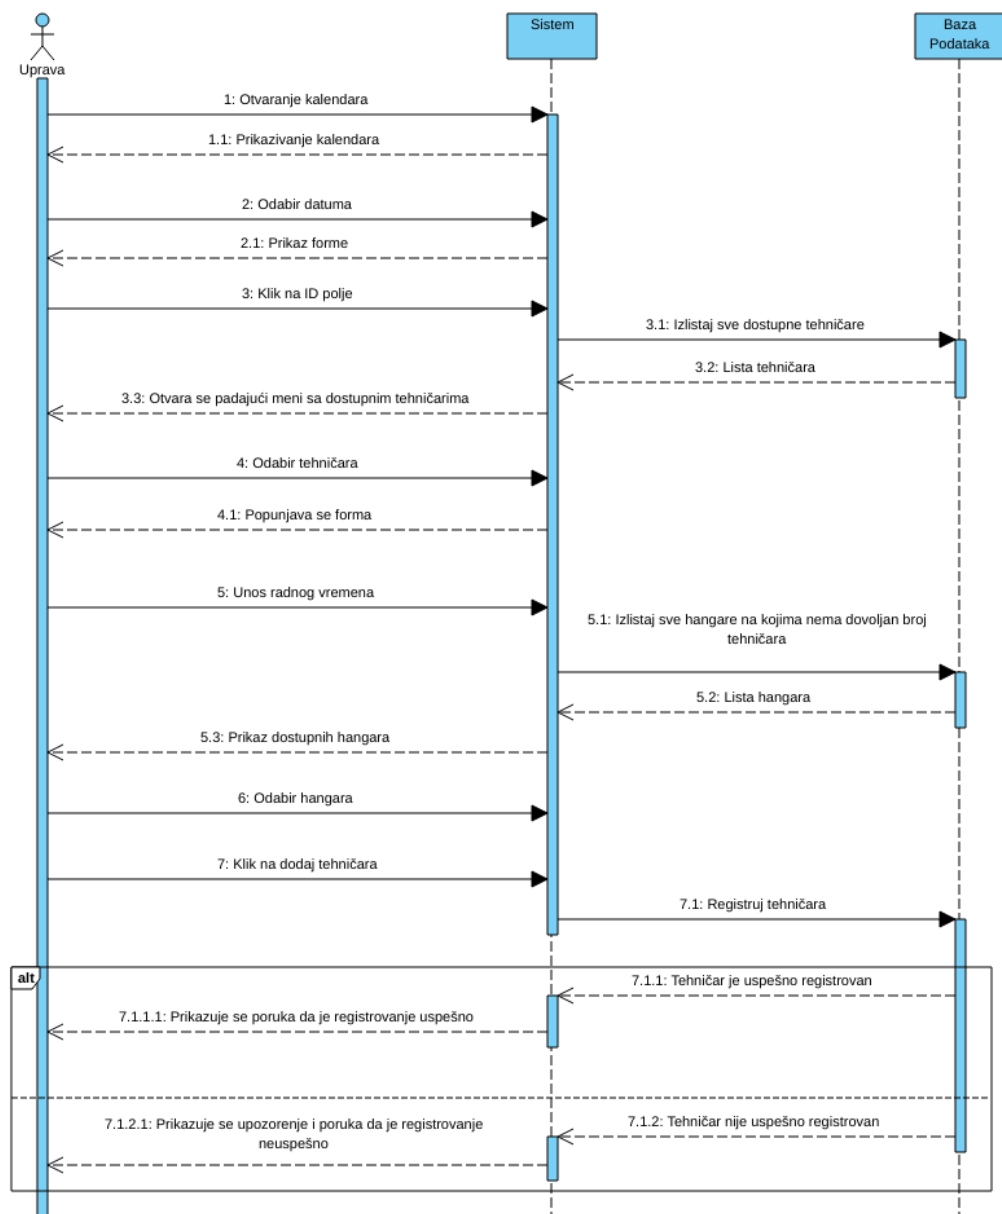 Uprava
Sistem
Baza
Podataka
1: Otvaranje kalendara
1.1: Prikazivanje kalendara
2: Odabir datuma
2.1: Prikaz forme
3: Klik na ID polje
3.1: Izlistaj sve dostupne tehničare
3.2: Lista tehničara
3.3: Otvara se padajući meni sa dostupnim tehničarima
4: Odabir tehničara
4.1: Popunjava se forma
5: Unos radnog vremena
5.1: Izlistaj sve hangare na kojima nema dovoljan broj
tehničara
5.2: Lista hangara
5.3: Prikaz dostupnih hangara
6: Odabir hangara
7: Klik na dodaj tehničara
7.1: Registruj tehničara
alt
7.1.1: Tehničar je uspešno registrovan
7.1.1.1: Prikazuje se poruka da je registrovanje uspešno
7.1.2: Tehničar nije uspešno registrovan
7.1.2.1: Prikazuje se upozorenje i poruka da je registrovanje
neuspešno